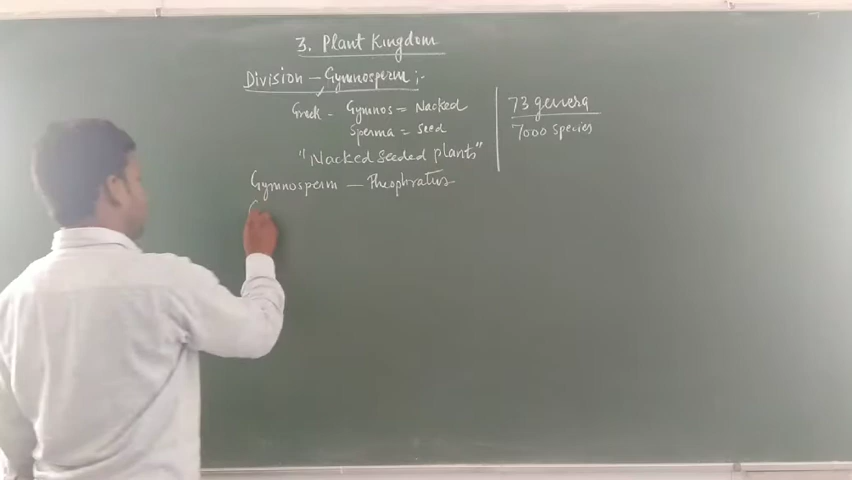 3. Plant Kingdom
Division - Gymnosperm :-
Greek - Gymnos = Nacked
Sperma = Seed
"Nacked Seeded plants"
Gymnosperm — Theophratus
73 genera
7000 Species